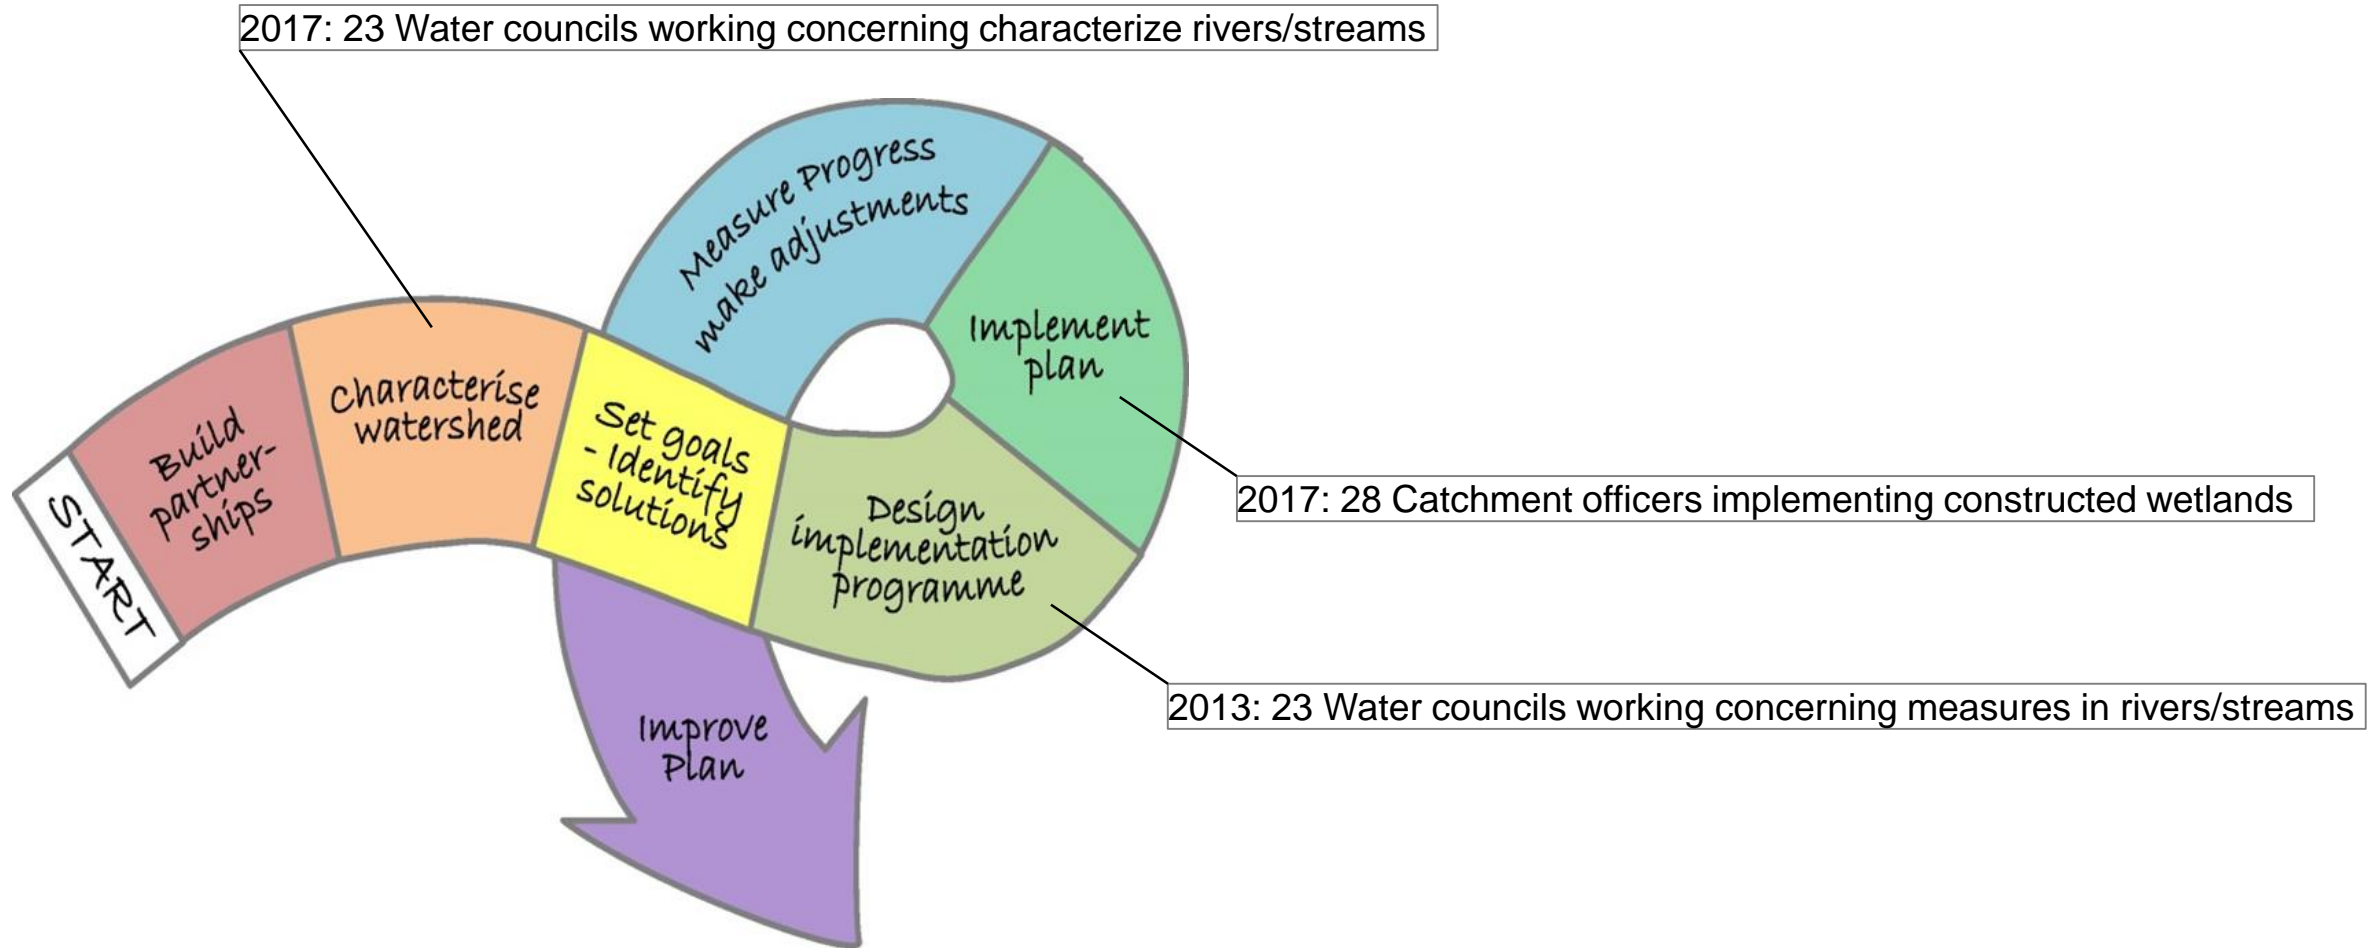 2017: 23 Water councils working concerning characterize rivers/streams
START
Build
partner-
ships
Characterise
watershed
Set goals
- Identify
solutions
Measure Progress
make adjustments
Implement
plan
2017: 28 Catchment officers implementing constructed wetlands
Design
implementation
programme
2013: 23 Water councils working concerning measures in rivers/streams
Improve
Plan